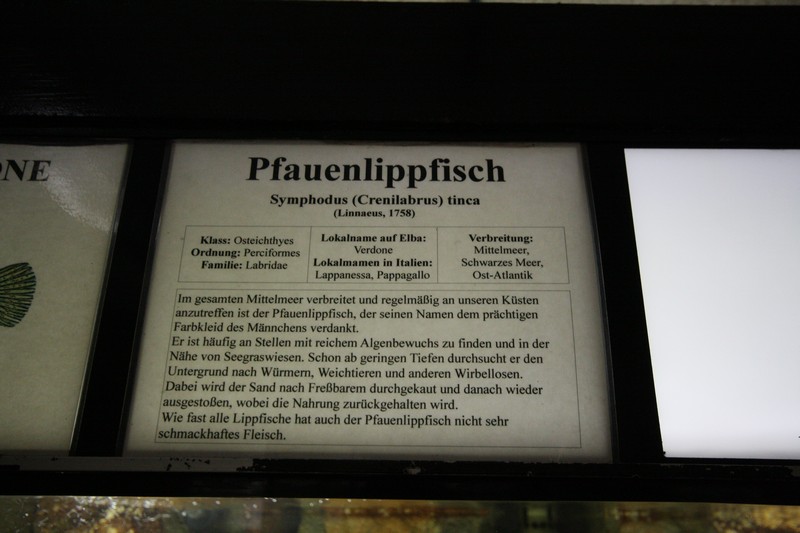 ONE
Pfauenlippfisch
Symphodus (Crenilabrus) tinca
(Linnaeus, 1758)
Klass: Osteichthyes
Ordnung: Perciformes
Familie: Labridae
Lokalname auf Elba:
Verdone
Lokalmamen in Italien:
Lappanessa, Pappagallo
Verbreitung:
Mittelmeer,
Schwarzes Meer,
Ost-Atlantik
Im gesamten Mittelmeer verbreitet und regelmäßig an unseren Küsten
anzutreffen ist der Pfauenlippfisch, der seinen Namen dem prächtigen
Farbkleid des Männchens verdankt.
Er ist häufig an Stellen mit reichem Algenbewuchs zu finden und in der
Nähe von Seegraswiesen. Schon ab geringen Tiefen durchsucht er den
Untergrund nach Würmern, Weichtieren und anderen Wirbellosen.
Dabei wird der Sand nach Freßbarem durchgekaut und danach wieder
ausgestoßen, wobei die Nahrung zurückgehalten wird.
Wie fast alle Lippfische hat auch der Pfauenlippfisch nicht sehr
schmackhaftes Fleisch.